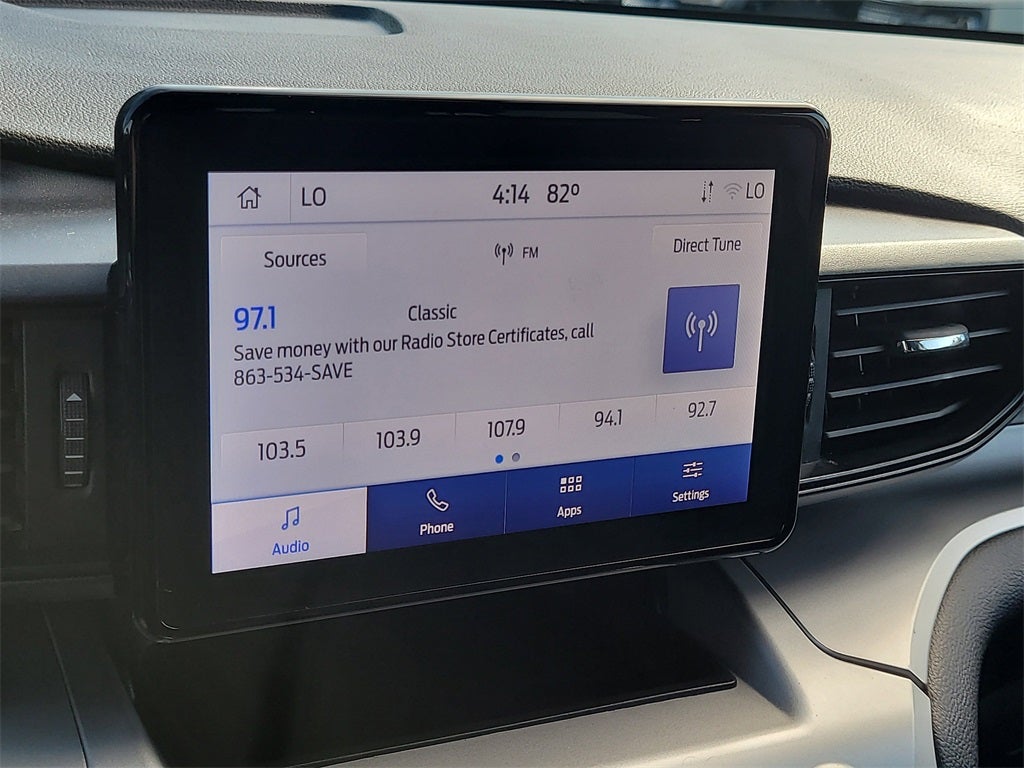 LO 4:14 82° LO
Sources FM Direct Tune
97.1 Classic
Save money with our Radio Store Certificates, call
863-534-SAVE
103.5 103.9 107.9 94.1 92.7
Audio Phone Apps Settings